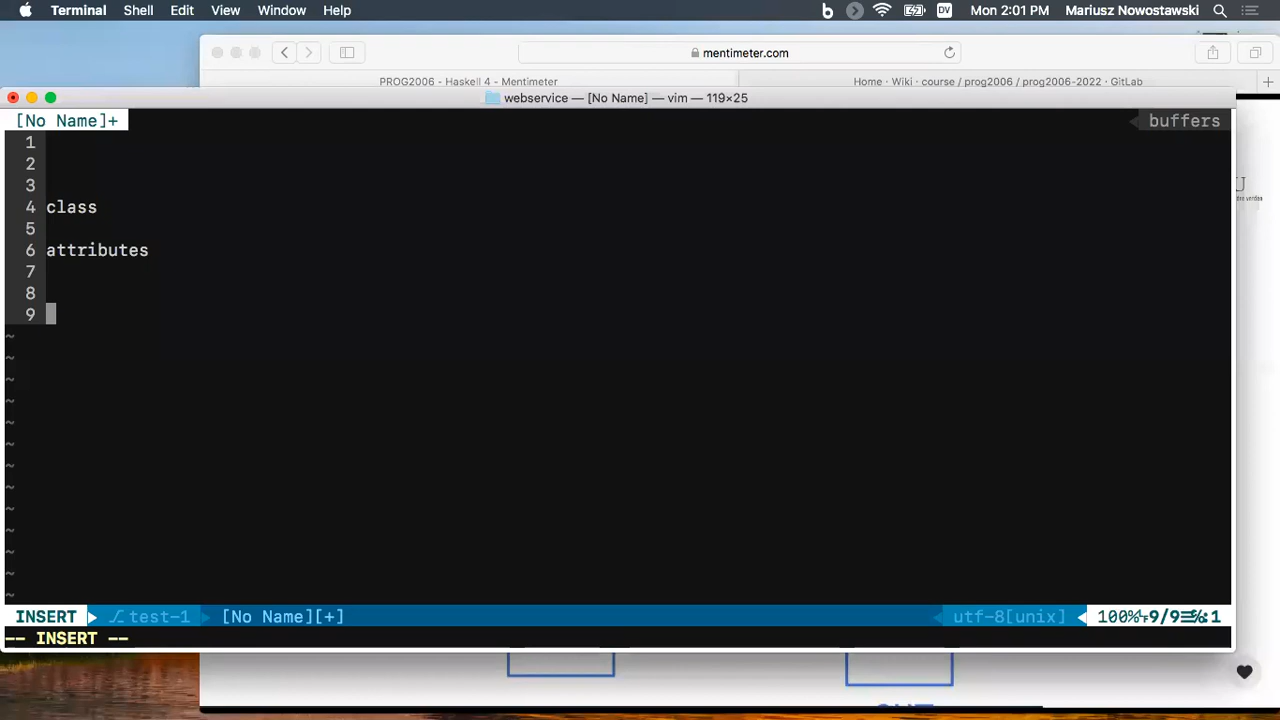 Terminal Shell Edit View Window Help DV Mon 2:01 PM Mariusz Nowostawski
mentimeter.com
PROG2006 - Haskell 4 - Mentimeter
Home · Wiki · course / prog2006 / prog2006-2022 · GitLab
webservice — [No Name] — vim — 119×25
[No Name]+ buffers
1
2
3
4 class
5
6 attributes
7
8
9
~
~
~
~
~
~
~
~
~
~
~
~
~
INSERT test-1 [No Name][+] utf-8[unix] 100% 9/9 :1
-- INSERT --